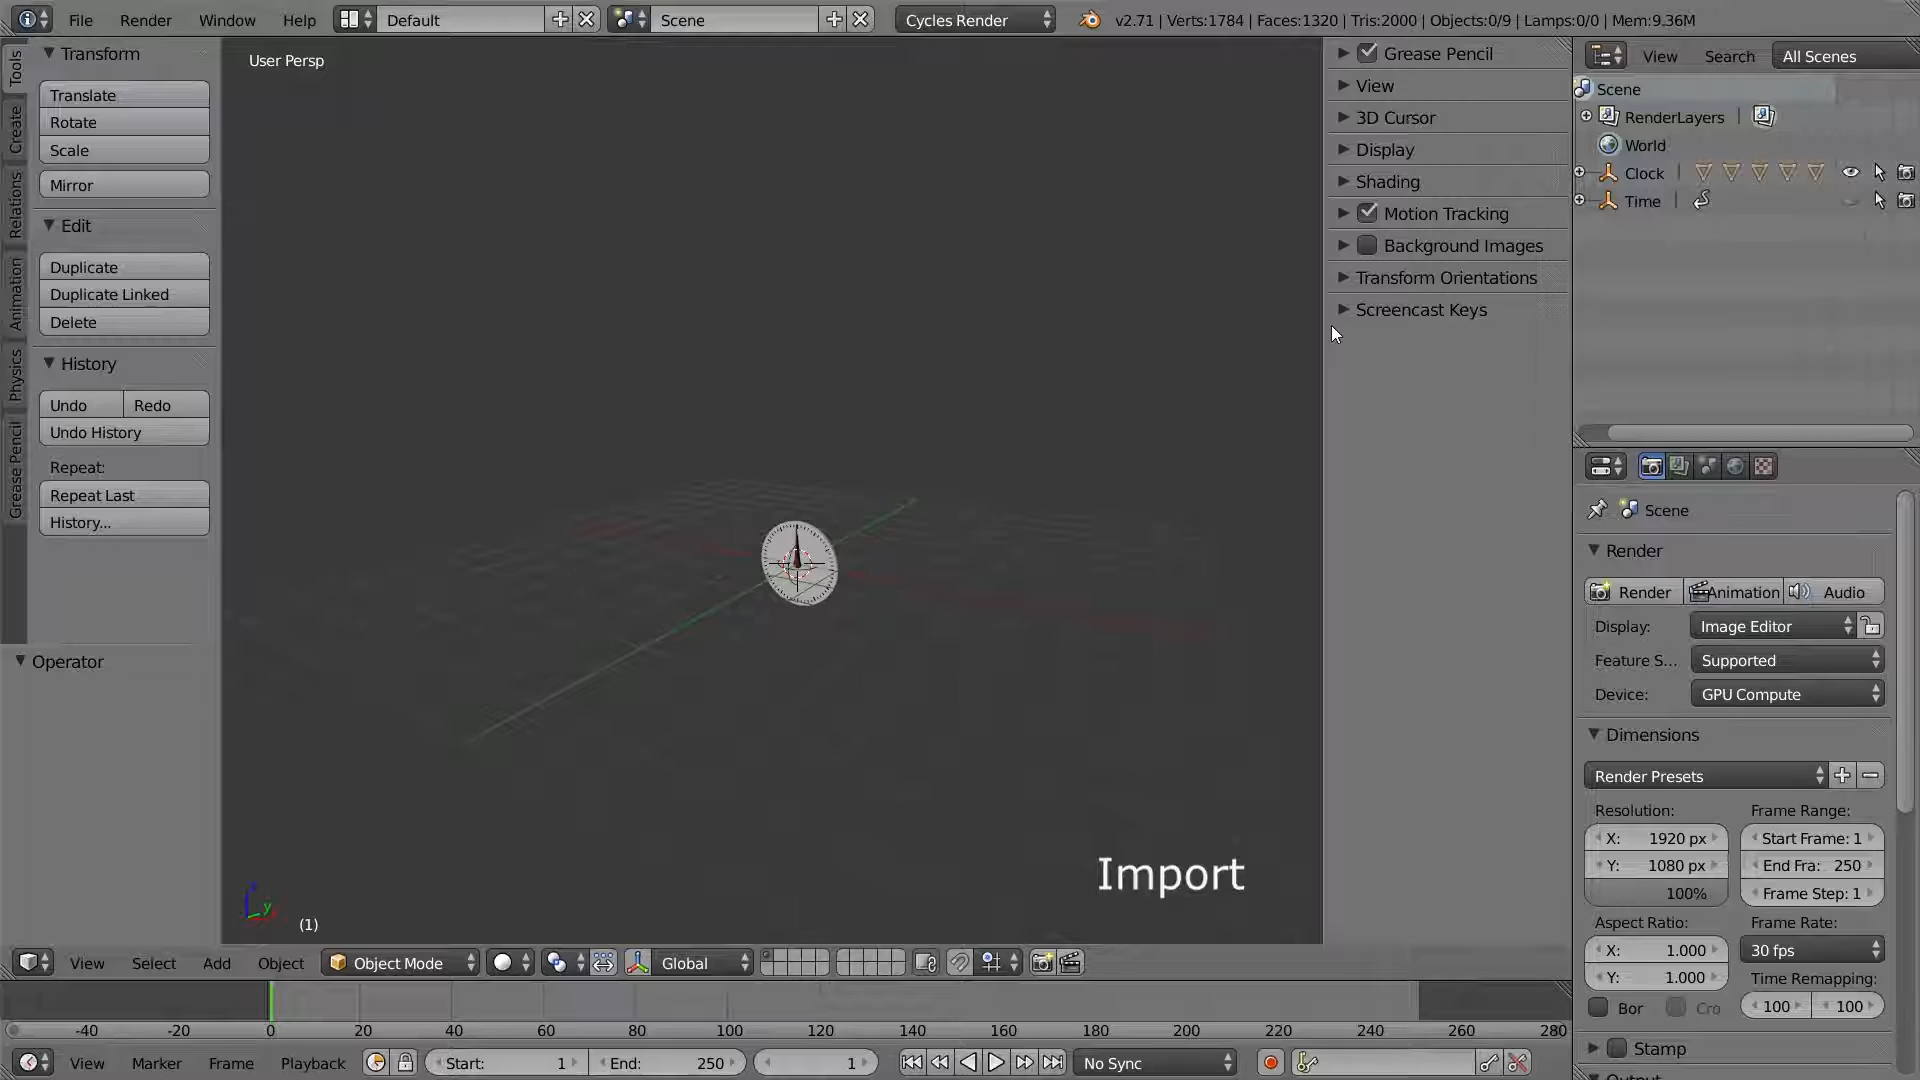 File Render Window Help Default Scene Cycles Render v2.71 | Verts:1784 | Faces:1320 | Tris:2000 | Objects:0/9 | Lamps:0/0 | Mem:9.36M
Tools
Create
Relations
Animation
Physics
Grease Pencil
Transform
Translate
Rotate
Scale
Mirror
Edit
Duplicate
Duplicate Linked
Delete
History
Undo Redo
Undo History
Repeat:
Repeat Last
History...
Operator
User Persp
Import
z
y
(1)
Grease Pencil
View
3D Cursor
Display
Shading
Motion Tracking
Background Images
Transform Orientations
Screencast Keys
View Search All Scenes
Scene
RenderLayers |
World
Clock |
Time |
Scene
Render
Render Animation Audio
Display: Image Editor
Feature S... Supported
Device: GPU Compute
Dimensions
Render Presets
Resolution: Frame Range:
X: 1920 px Start Frame: 1
Y: 1080 px End Fra: 250
100% Frame Step: 1
Aspect Ratio: Frame Rate:
X: 1.000 30 fps
Y: 1.000 Time Remapping:
Bor Cro 100 100
Stamp
View Select Add Object Object Mode Global
-40 -20 0 20 40 60 80 100 120 140 160 180 200 220 240 260 280
View Marker Frame Playback Start: 1 End: 250 1 No Sync